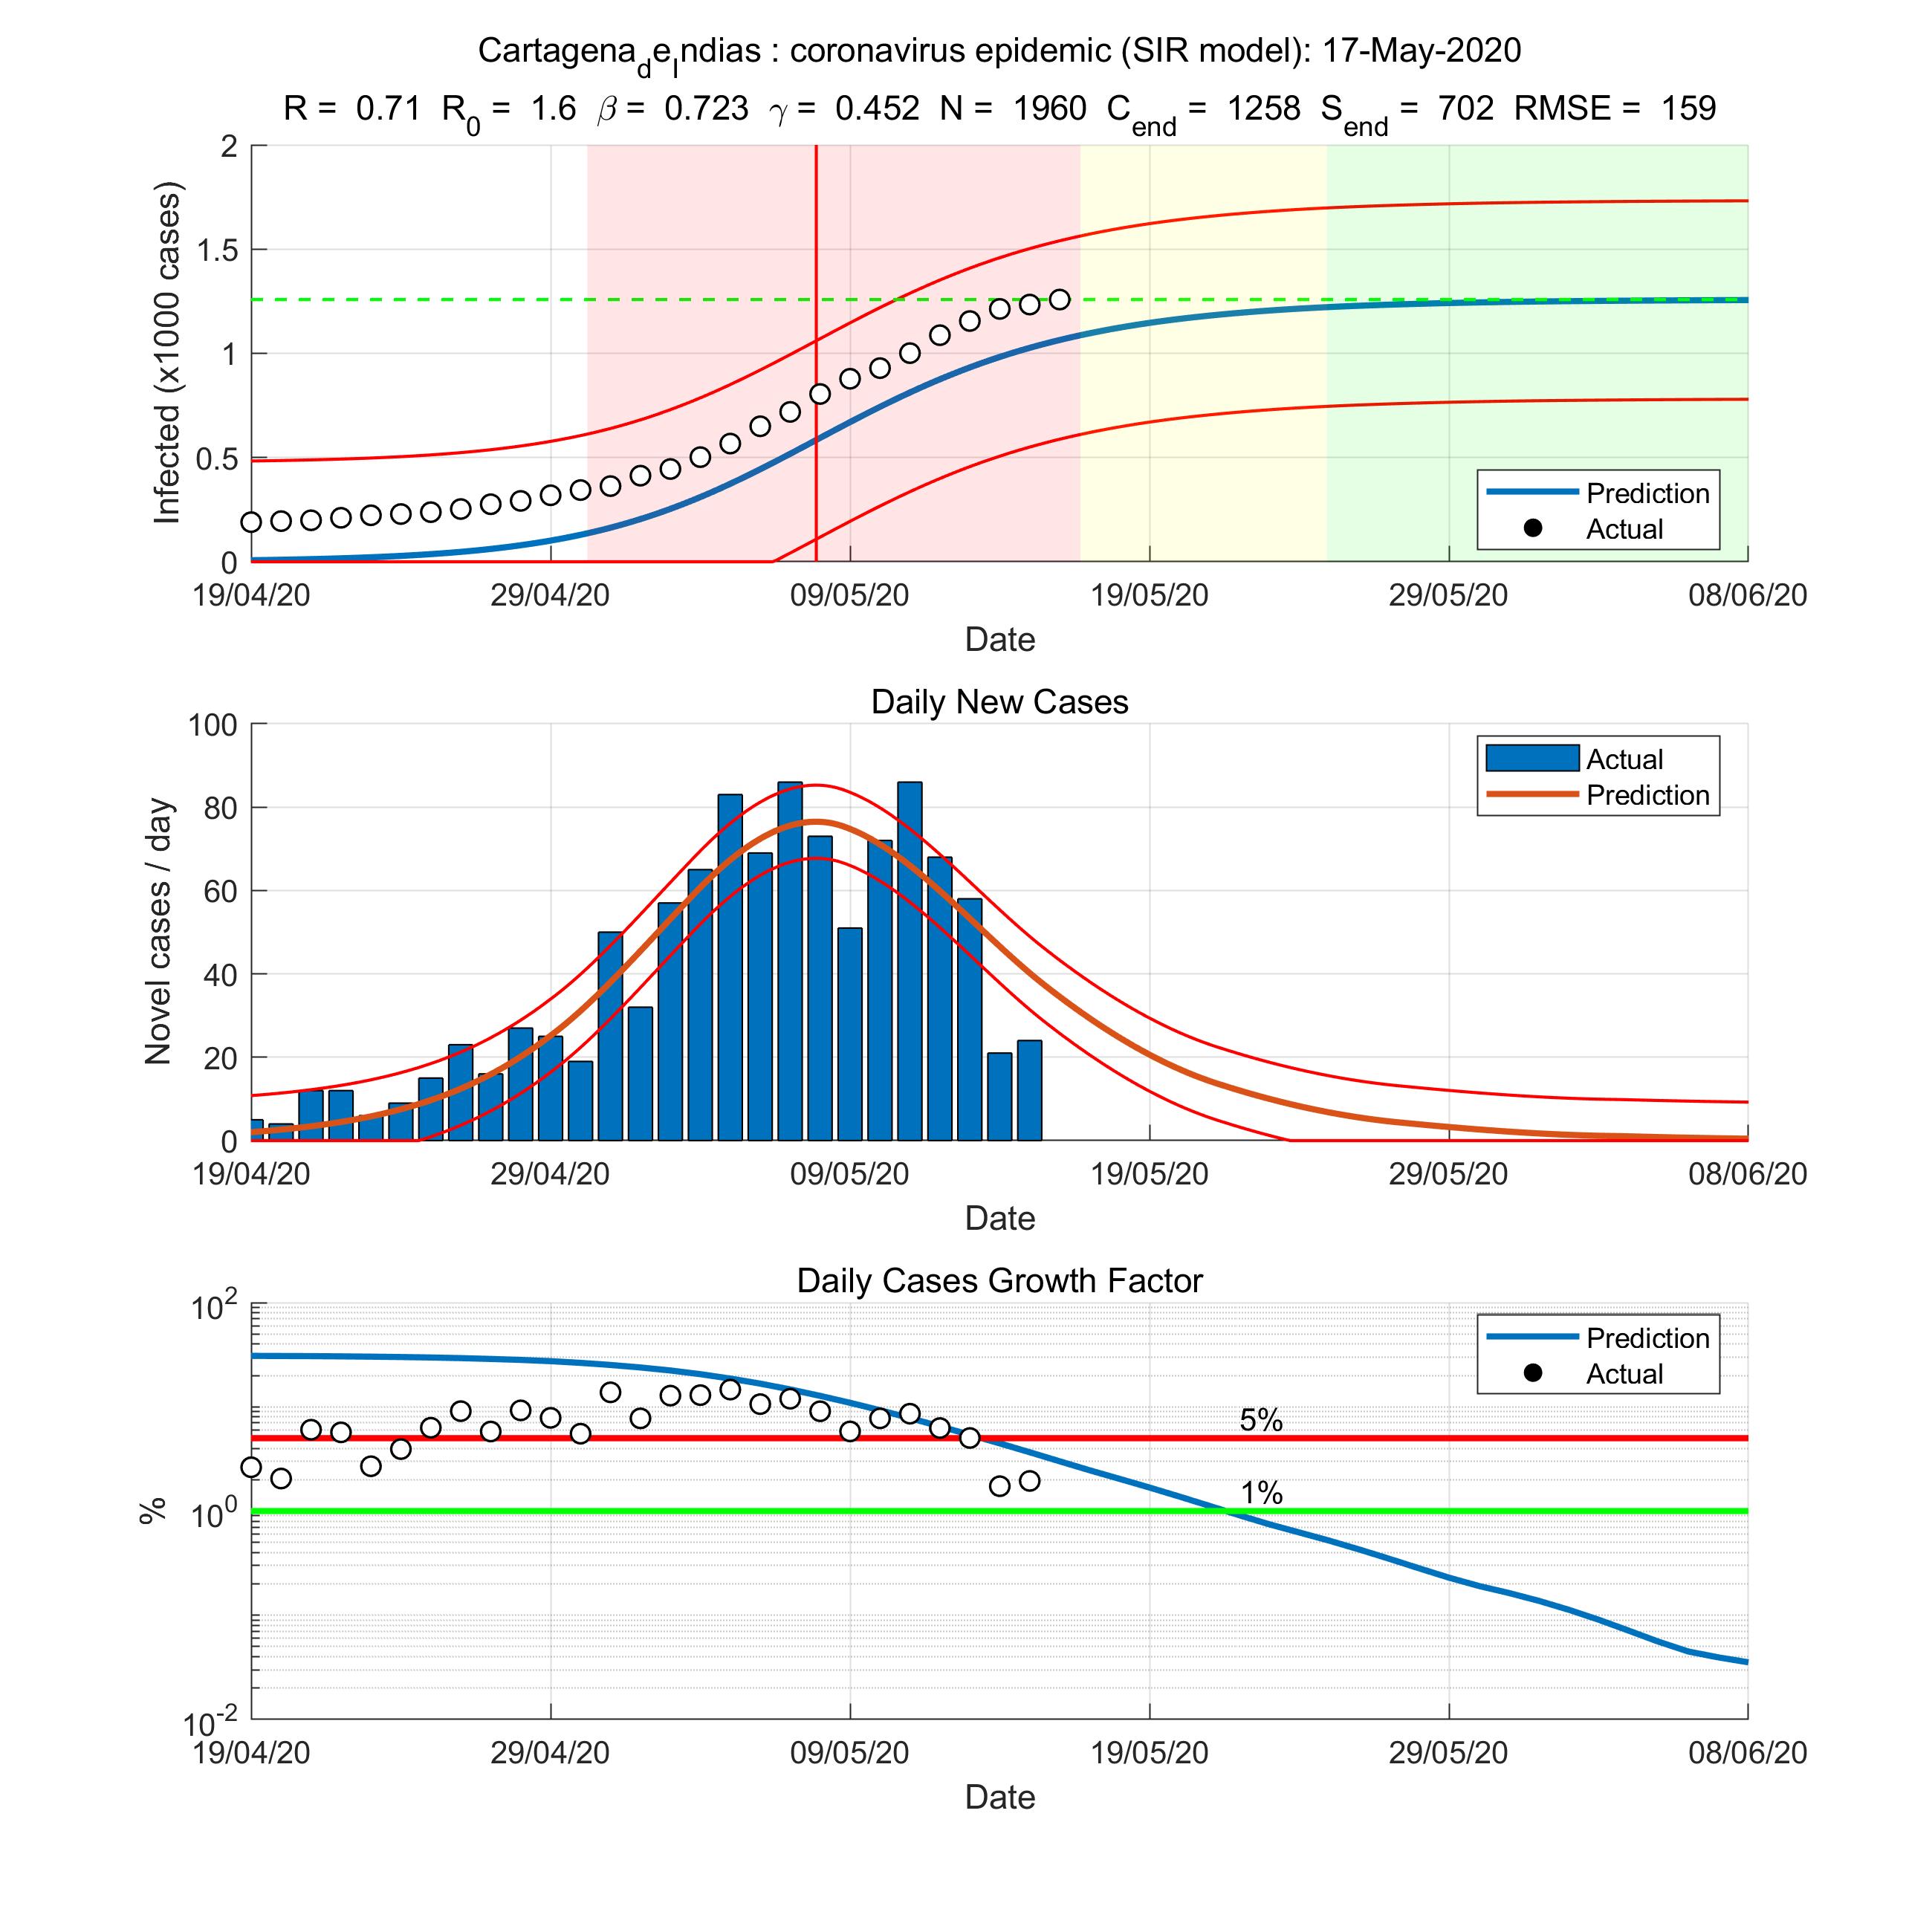 Cartagena_de_Indias : coronavirus epidemic (SIR model): 17-May-2020
R = 0.71 R0 = 1.6 β = 0.723 γ = 0.452 N = 1960 Cend = 1258 Send = 702 RMSE = 159
Infected (x1000 cases)
2
1.5
1
0.5
0
Prediction
Actual
19/04/20 29/04/20 09/05/20 19/05/20 29/05/20 08/06/20
Date
Daily New Cases
Novel cases / day
100
80
60
40
20
0
Actual
Prediction
19/04/20 29/04/20 09/05/20 19/05/20 29/05/20 08/06/20
Date
Daily Cases Growth Factor
%
10^2
10^0
10^-2
Prediction
Actual
5%
1%
19/04/20 29/04/20 09/05/20 19/05/20 29/05/20 08/06/20
Date